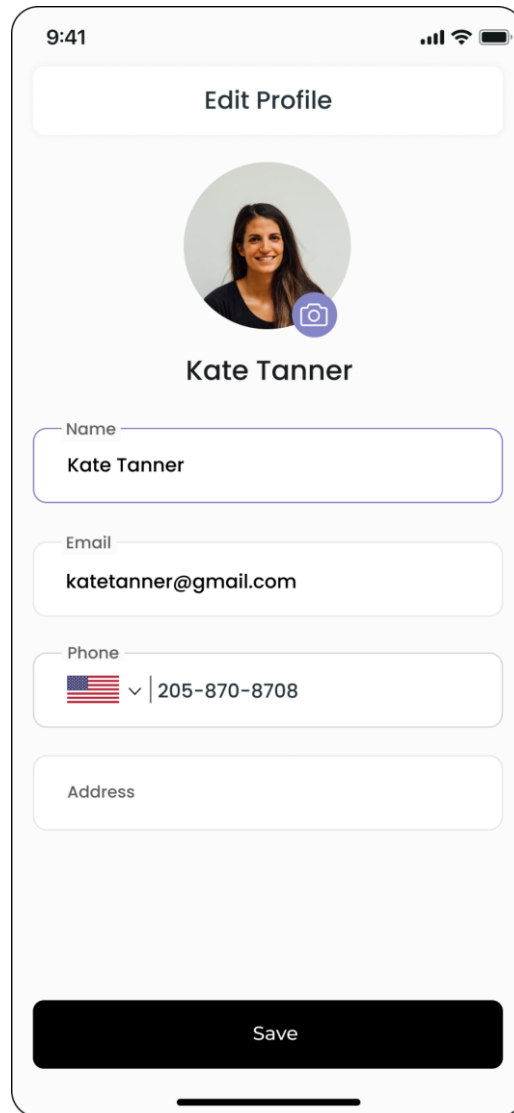 9:41
Edit Profile
Kate Tanner
Name
Kate Tanner
Email
katetanner@gmail.com
Phone
205-870-8708
Address
Save